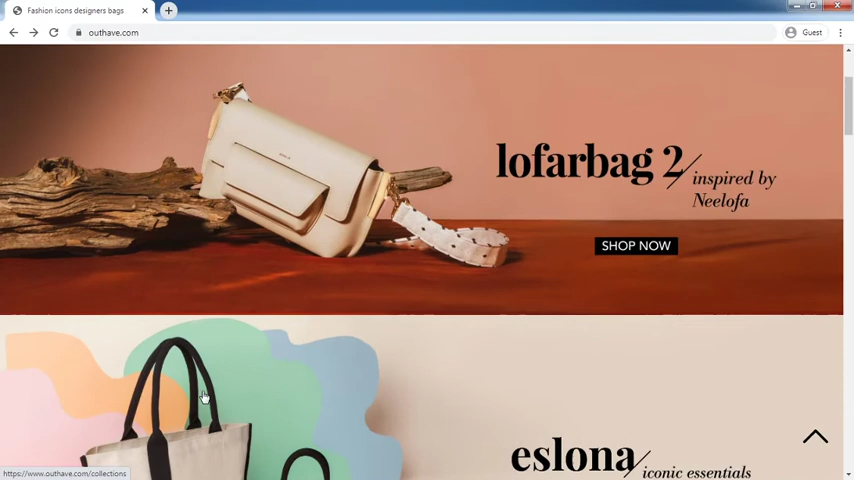 Fashion icons designers bags
outhave.com
Guest
lofarbag 2
inspired by
Neelofa
SHOP NOW
eslona
iconic essentials
https://www.outhave.com/collections